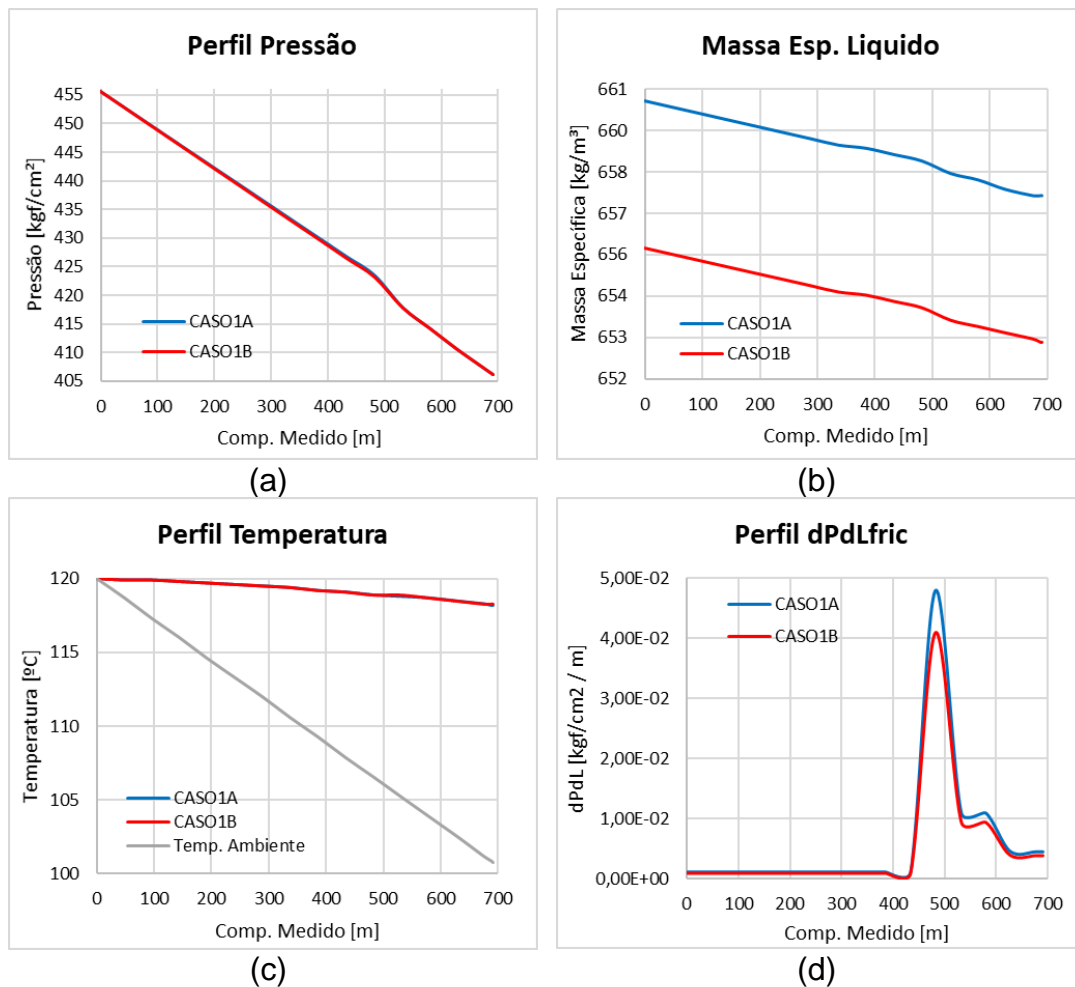 Perfil Pressão
Pressão [kgf/cm²]
455
450
445
440
435
430
425
420
415
410
405
CASO1A
CASO1B
0 100 200 300 400 500 600 700
Comp. Medido [m]
(a)
Massa Esp. Liquido
Massa Específica [kg/m³]
661
660
658
657
656
654
653
652
CASO1A
CASO1B
0 100 200 300 400 500 600 700
Comp. Medido [m]
(b)
Perfil Temperatura
Temperatura [ºC]
120
115
110
105
100
CASO1A
CASO1B
Temp. Ambiente
0 100 200 300 400 500 600 700
Comp. Medido [m]
(c)
Perfil dPdLfric
dPdL [kgf/cm2 / m]
5,00E-02
4,00E-02
3,00E-02
2,00E-02
1,00E-02
0,00E+00
CASO1A
CASO1B
0 100 200 300 400 500 600 700
Comp. Medido [m]
(d)